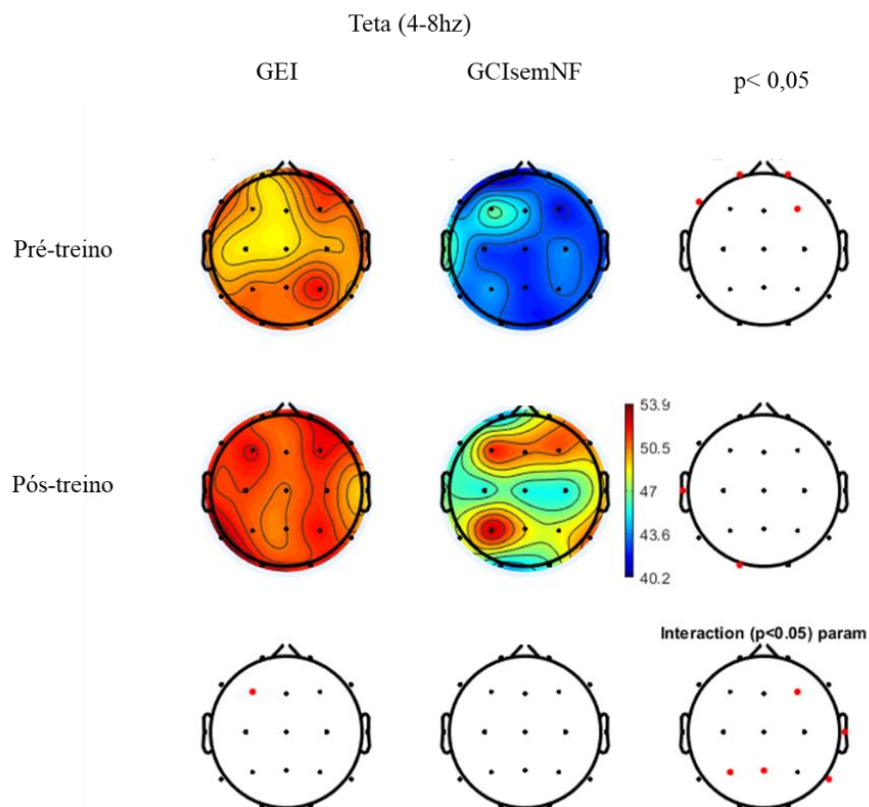 Teta (4-8hz)
GEI
GCIsemNF
p< 0,05
Pré-treino
Pós-treino
53.9
50.5
47
43.6
40.2
Interaction (p<0.05) param